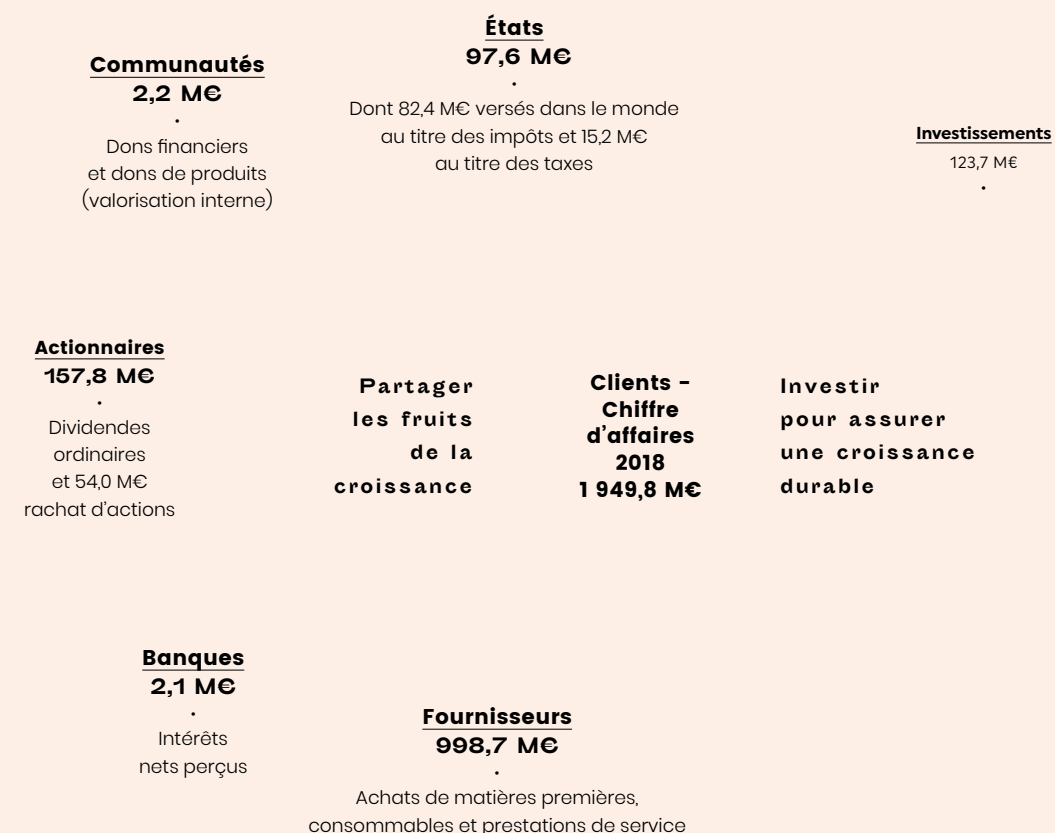 États
97,6 M€
•
Dont 82,4 M€ versés dans le monde
au titre des impôts et 15,2 M€
au titre des taxes
Communautés
2,2 M€
•
Dons financiers
et dons de produits
(valorisation interne)
Investissements
123,7 M€
•
Actionnaires
157,8 M€
•
Dividendes
ordinaires
et 54,0 M€
rachat d’actions
Partager
les fruits
de la
croissance
Clients –
Chiffre
d’affaires
2018
1 949,8 M€
Investir
pour assurer
une croissance
durable
Banques
2,1 M€
•
Intérêts
nets perçus
Fournisseurs
998,7 M€
•
Achats de matières premières,
consommables et prestations de service